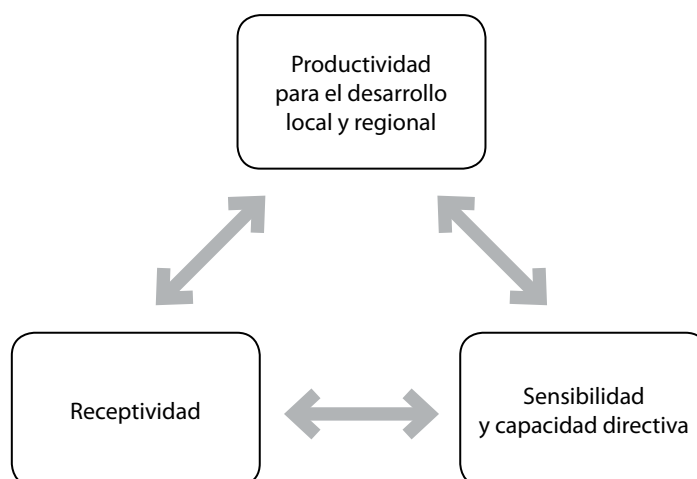 Productividad
para el desarrollo
local y regional
Receptividad
Sensibilidad
y capacidad directiva